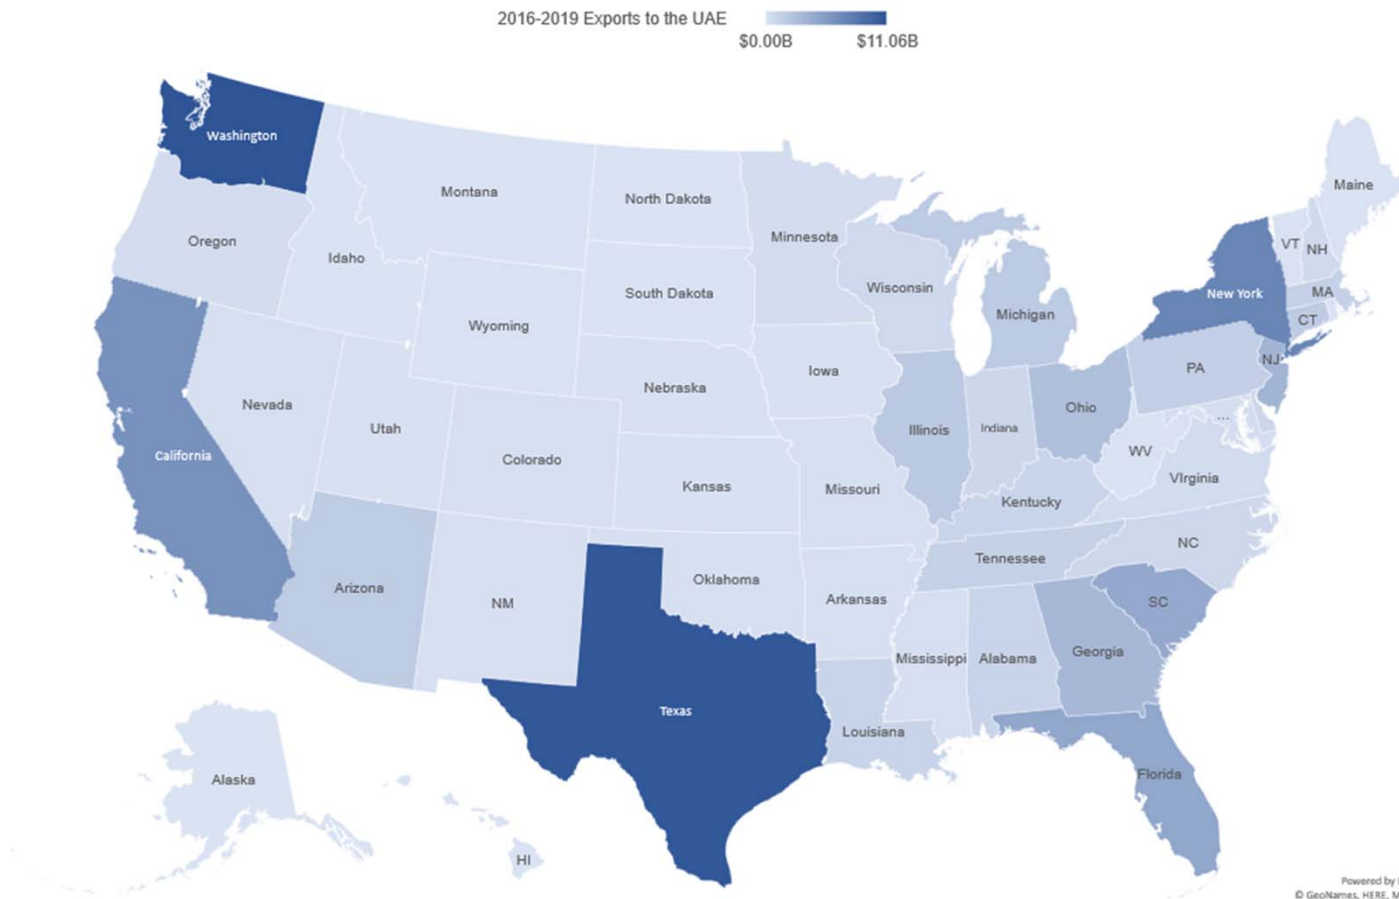 2016-2019 Exports to the UAE
$0.00B $11.06B
Washington
Montana
North Dakota
Minnesota
Maine
Oregon
Idaho
South Dakota
Wisconsin
Michigan
New York
VT
NH
MA
CT
Wyoming
Iowa
Nebraska
PA
NJ
Nevada
Utah
Colorado
Illinois
Indiana
Ohio
...
WV
California
Kansas
Missouri
Kentucky
VIrginia
Arizona
NM
Oklahoma
Arkansas
Tennessee
NC
SC
Mississippi
Alabama
Georgia
Texas
Louisiana
Florida
Alaska
HI
Powered by
© GeoNames, HERE, M